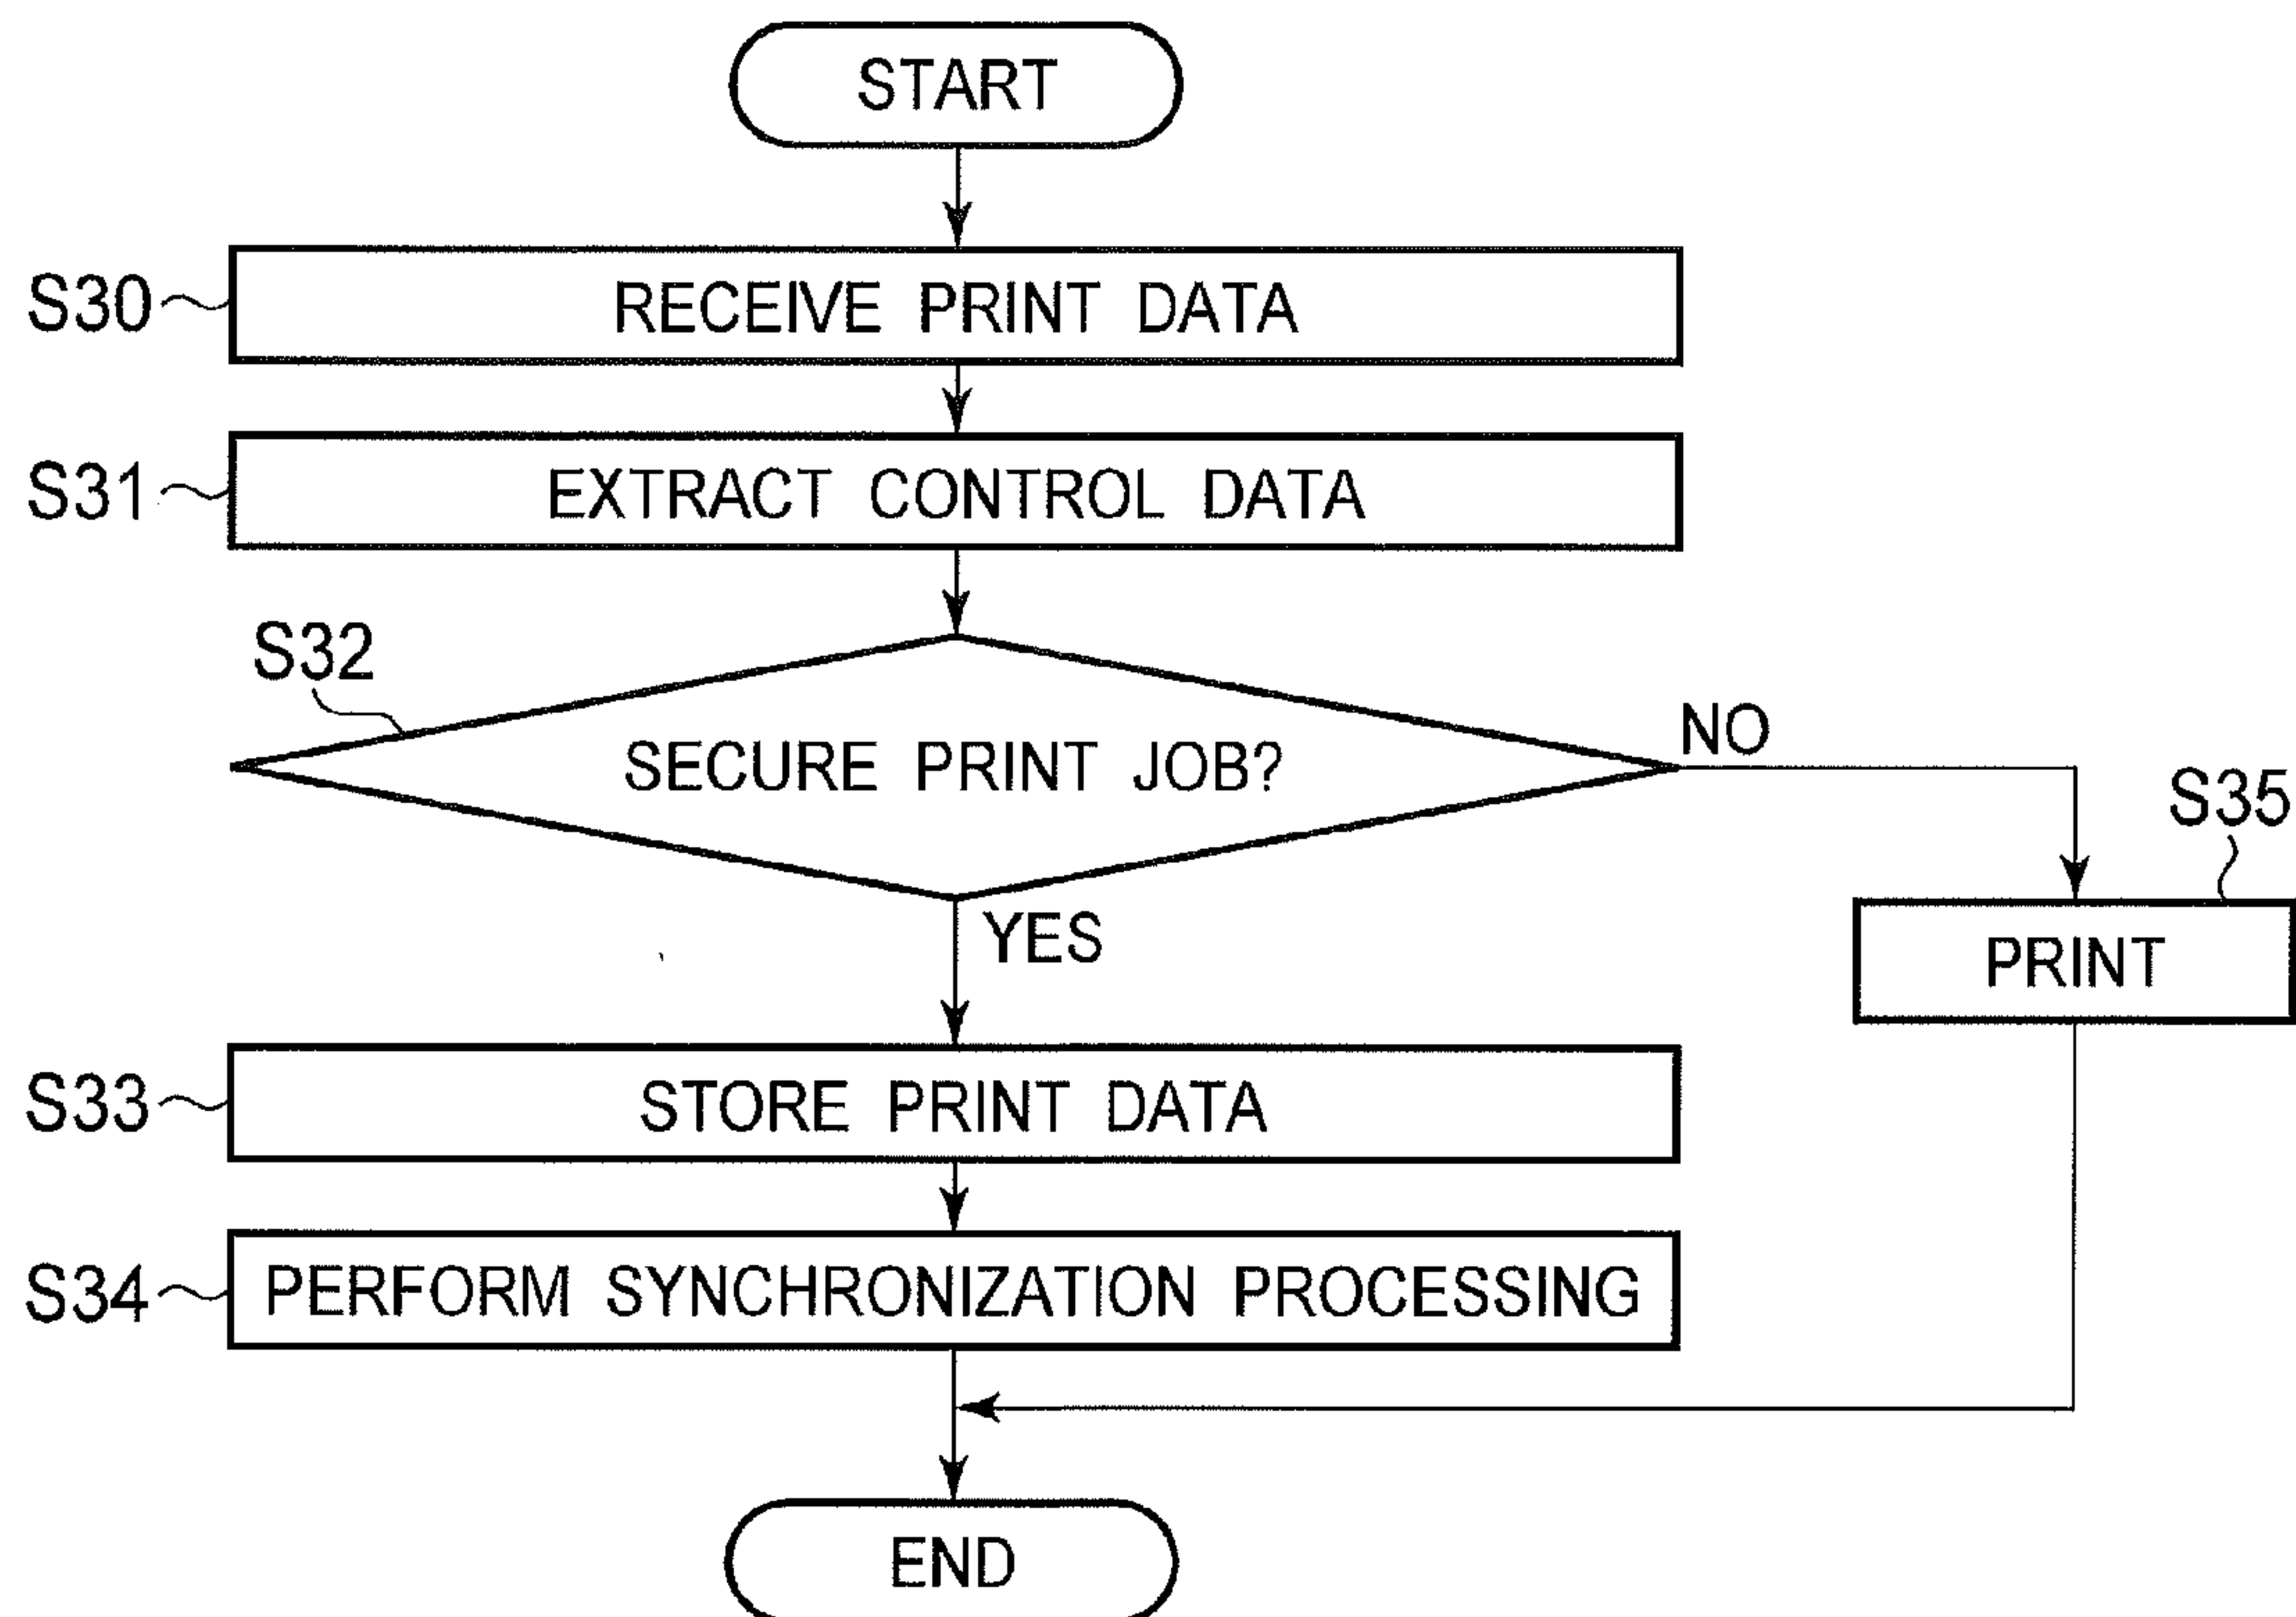 START
S30
RECEIVE PRINT DATA
S31
EXTRACT CONTROL DATA
S32
SECURE PRINT JOB?
NO
S35
YES
PRINT
S33
STORE PRINT DATA
S34
PERFORM SYNCHRONIZATION PROCESSING
END